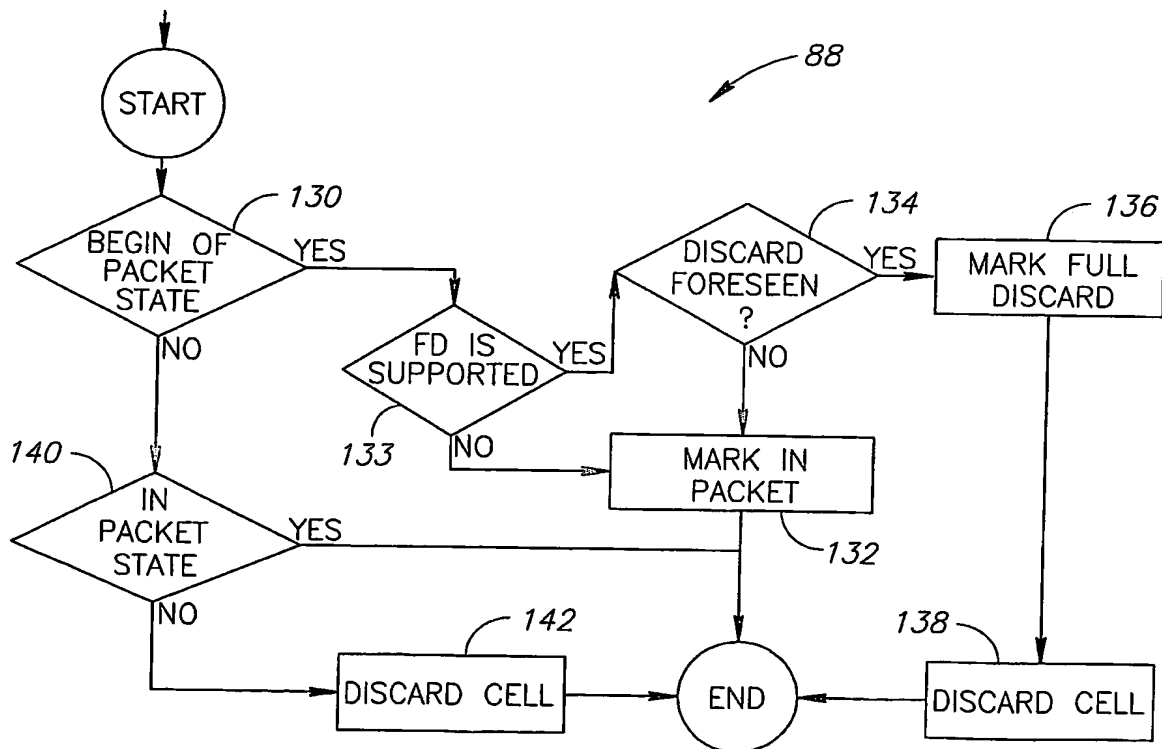 88
START
130
BEGIN OF
PACKET
STATE
YES
NO
FD IS
SUPPORTED
YES
NO
133
134
DISCARD
FORESEEN
?
YES
NO
136
MARK FULL
DISCARD
MARK IN
PACKET
132
140
IN
PACKET
STATE
YES
NO
142
DISCARD CELL
END
138
DISCARD CELL